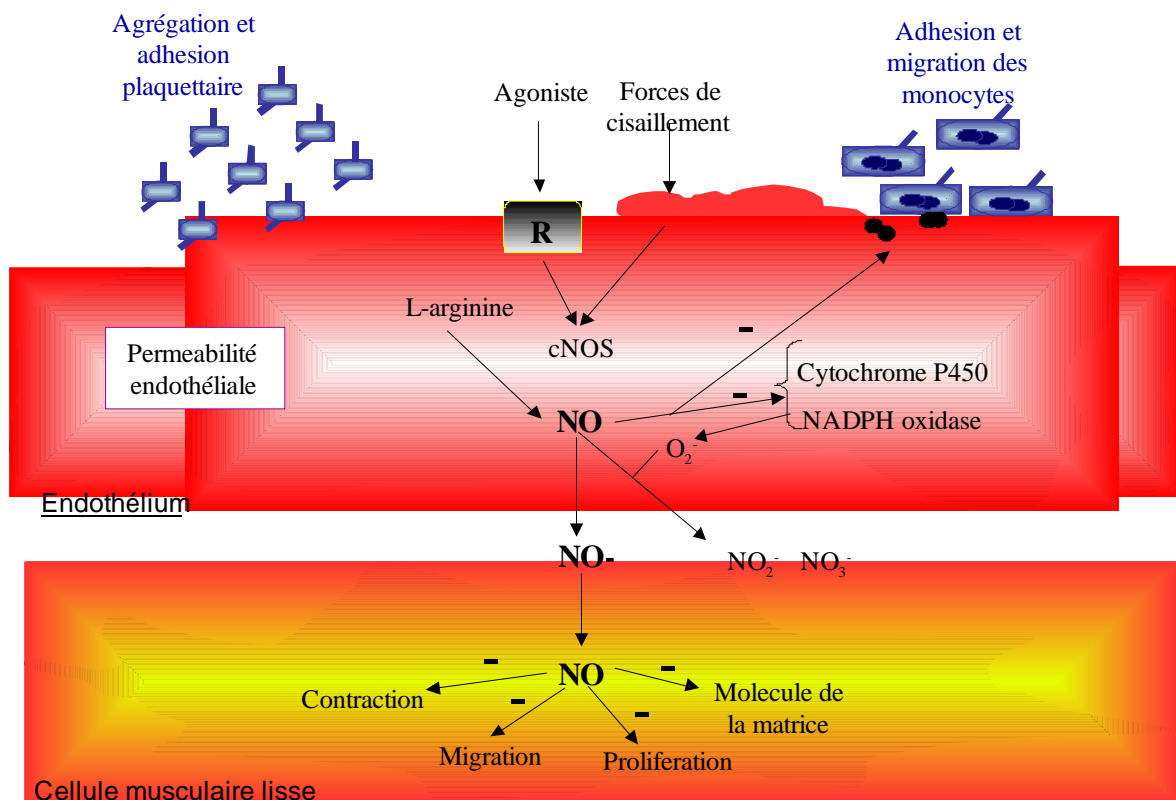 Agrégation et
adhesion
plaquettaire
Agoniste
Forces de
cisaillement
Adhesion et
migration des
monocytes
R
L-arginine
cNOS
-
Permeabilité
endothéliale
Cytochrome P450
-
NO
NADPH oxidase
O₂⁻
Endothélium
NO-
NO₂⁻ NO₃⁻
- NO -
Contraction
- -
Molecule de
la matrice
Migration
Proliferation
Cellule musculaire lisse